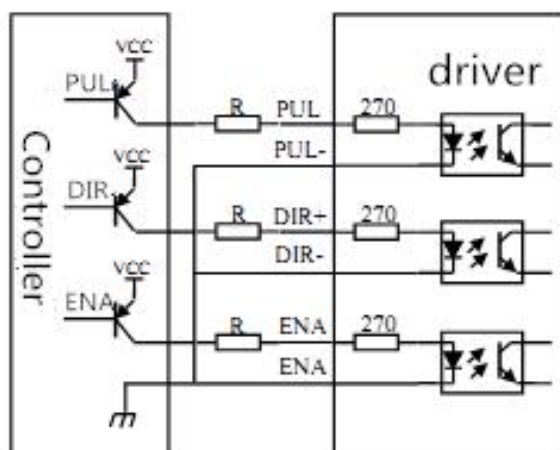 VCC
driver
PUL
R
PUL
270
PUL-
Controller
VCC
DIR
R
DIR+
270
DIR-
VCC
ENA
R
ENA
270
ENA